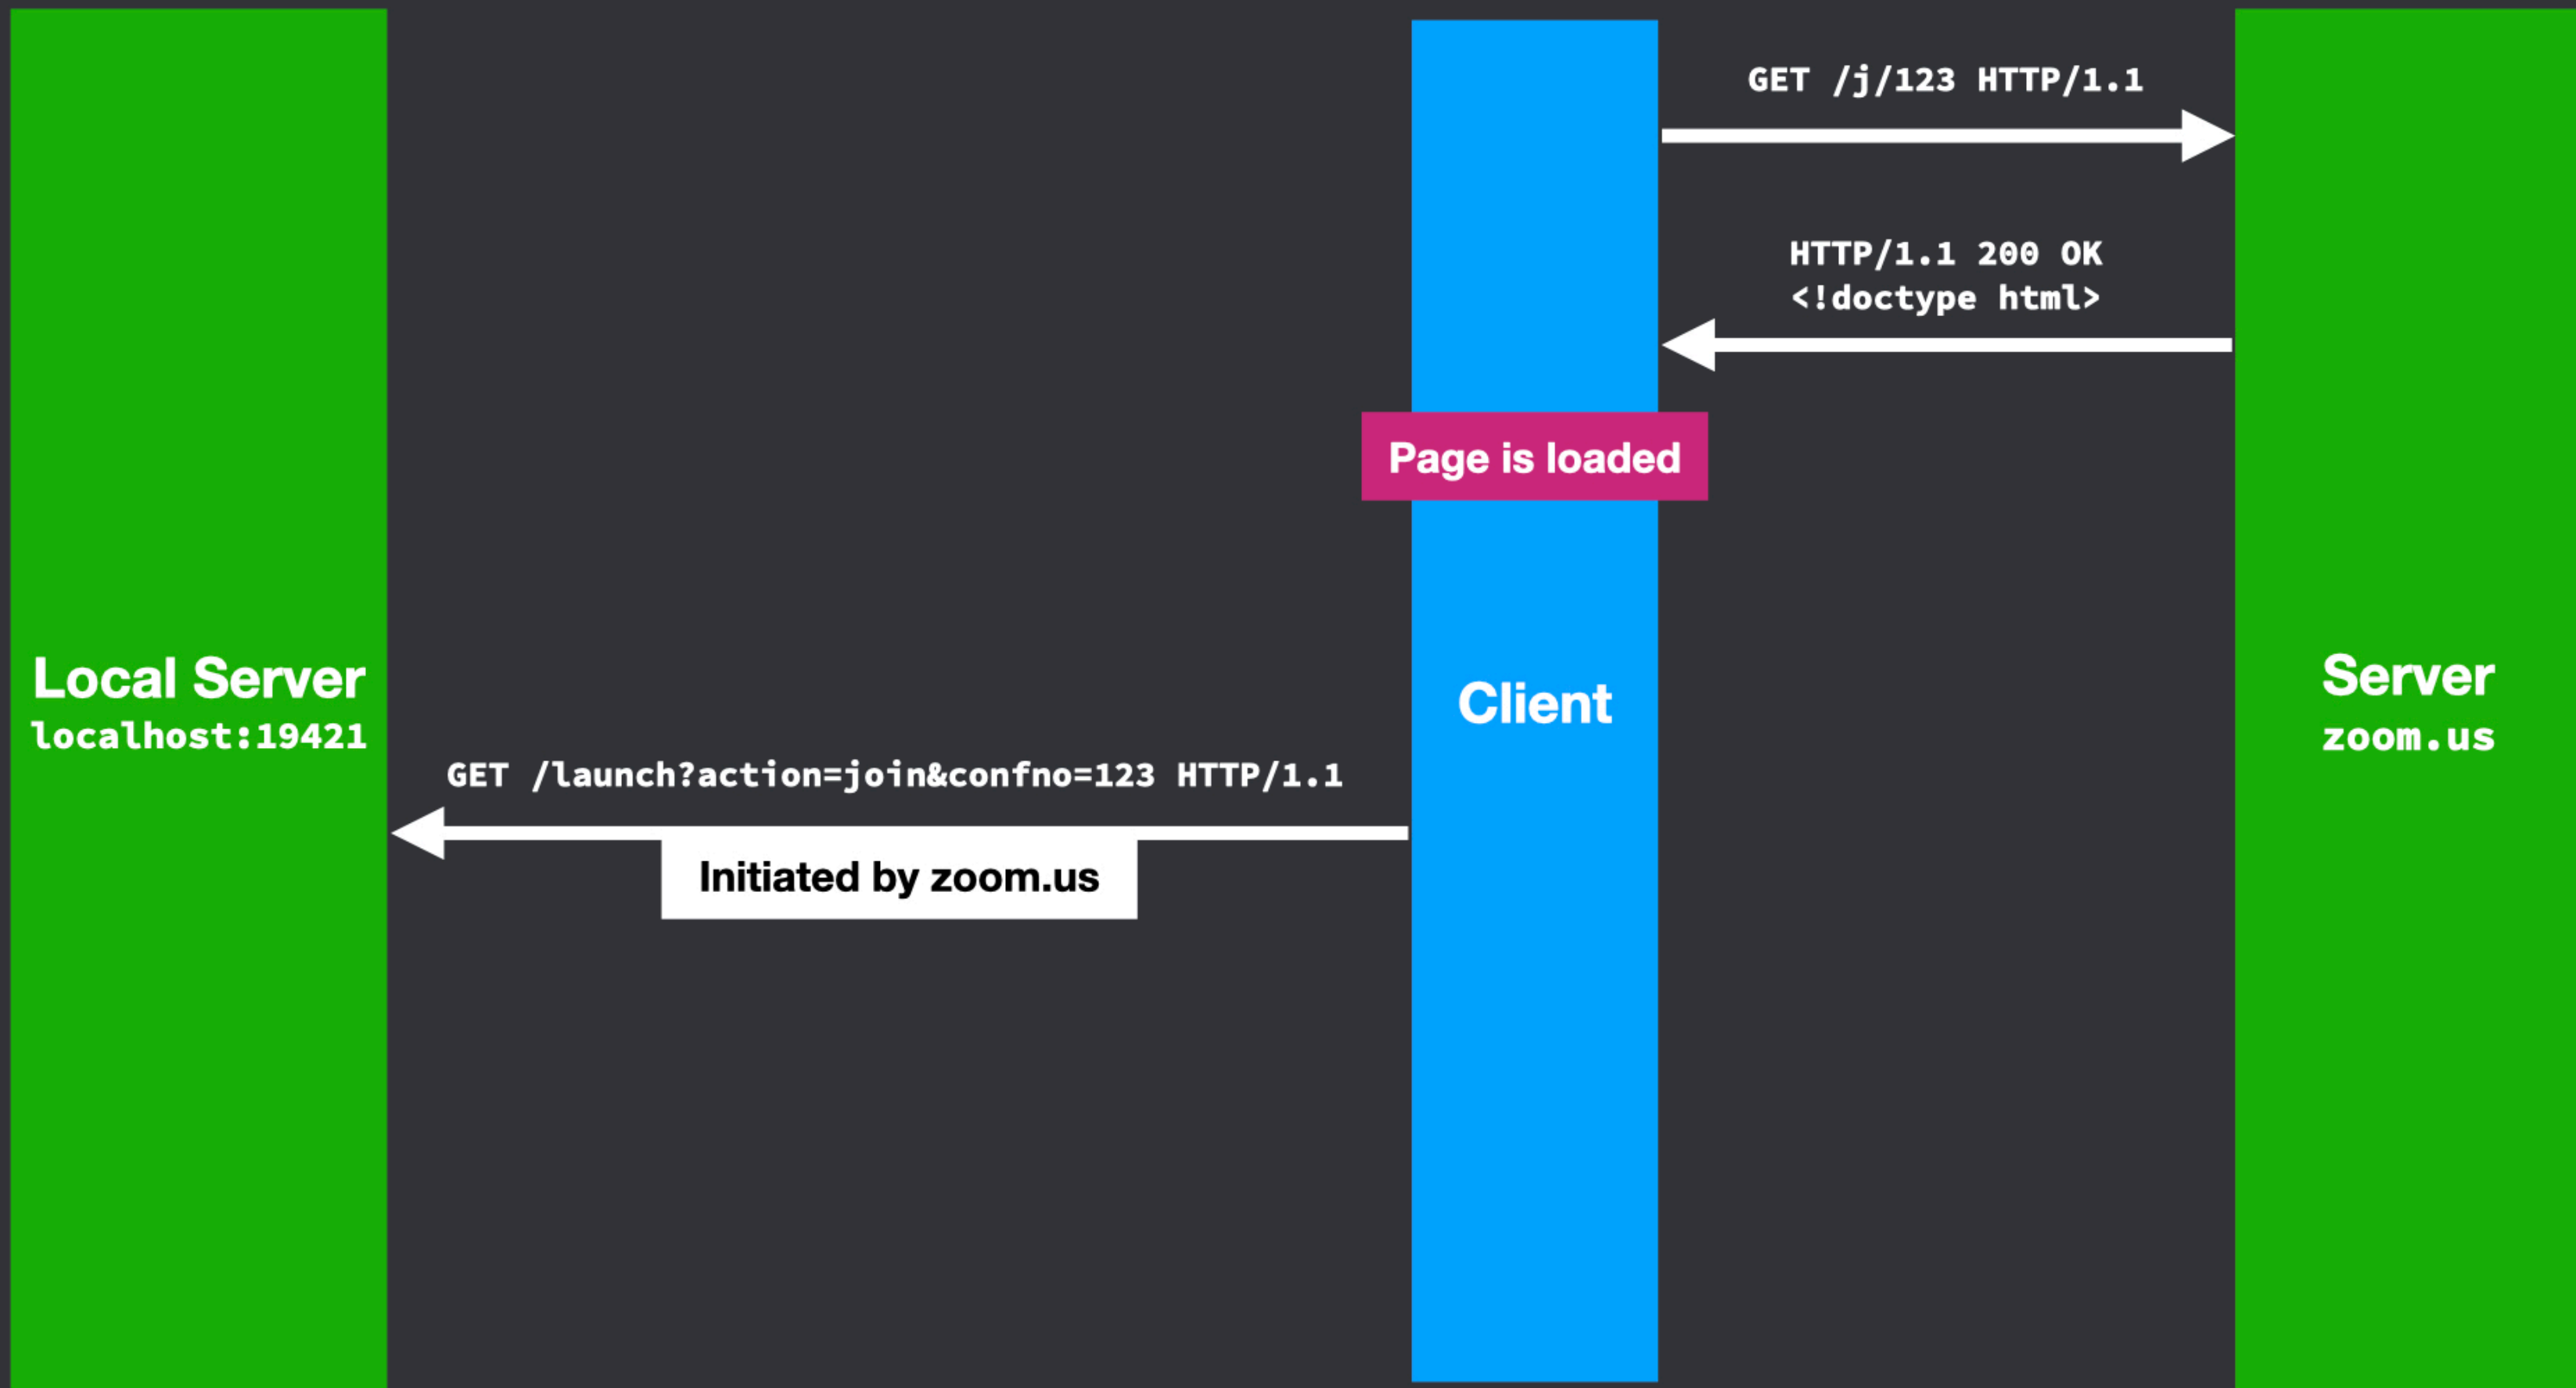 GET /j/123 HTTP/1.1
HTTP/1.1 200 OK
<!doctype html>
Page is loaded
Local Server
localhost:19421
Client
Server
zoom.us
GET /launch?action=join&confno=123 HTTP/1.1
Initiated by zoom.us